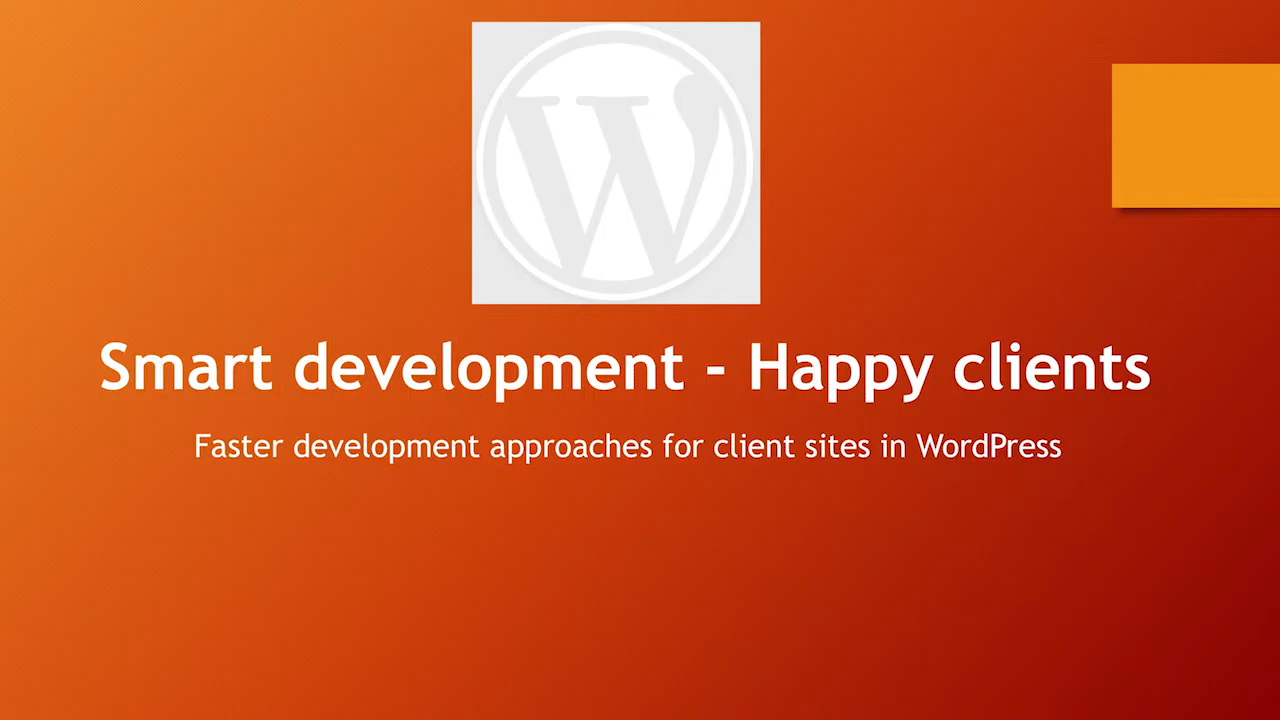 Smart development - Happy clients
Faster development approaches for client sites in WordPress